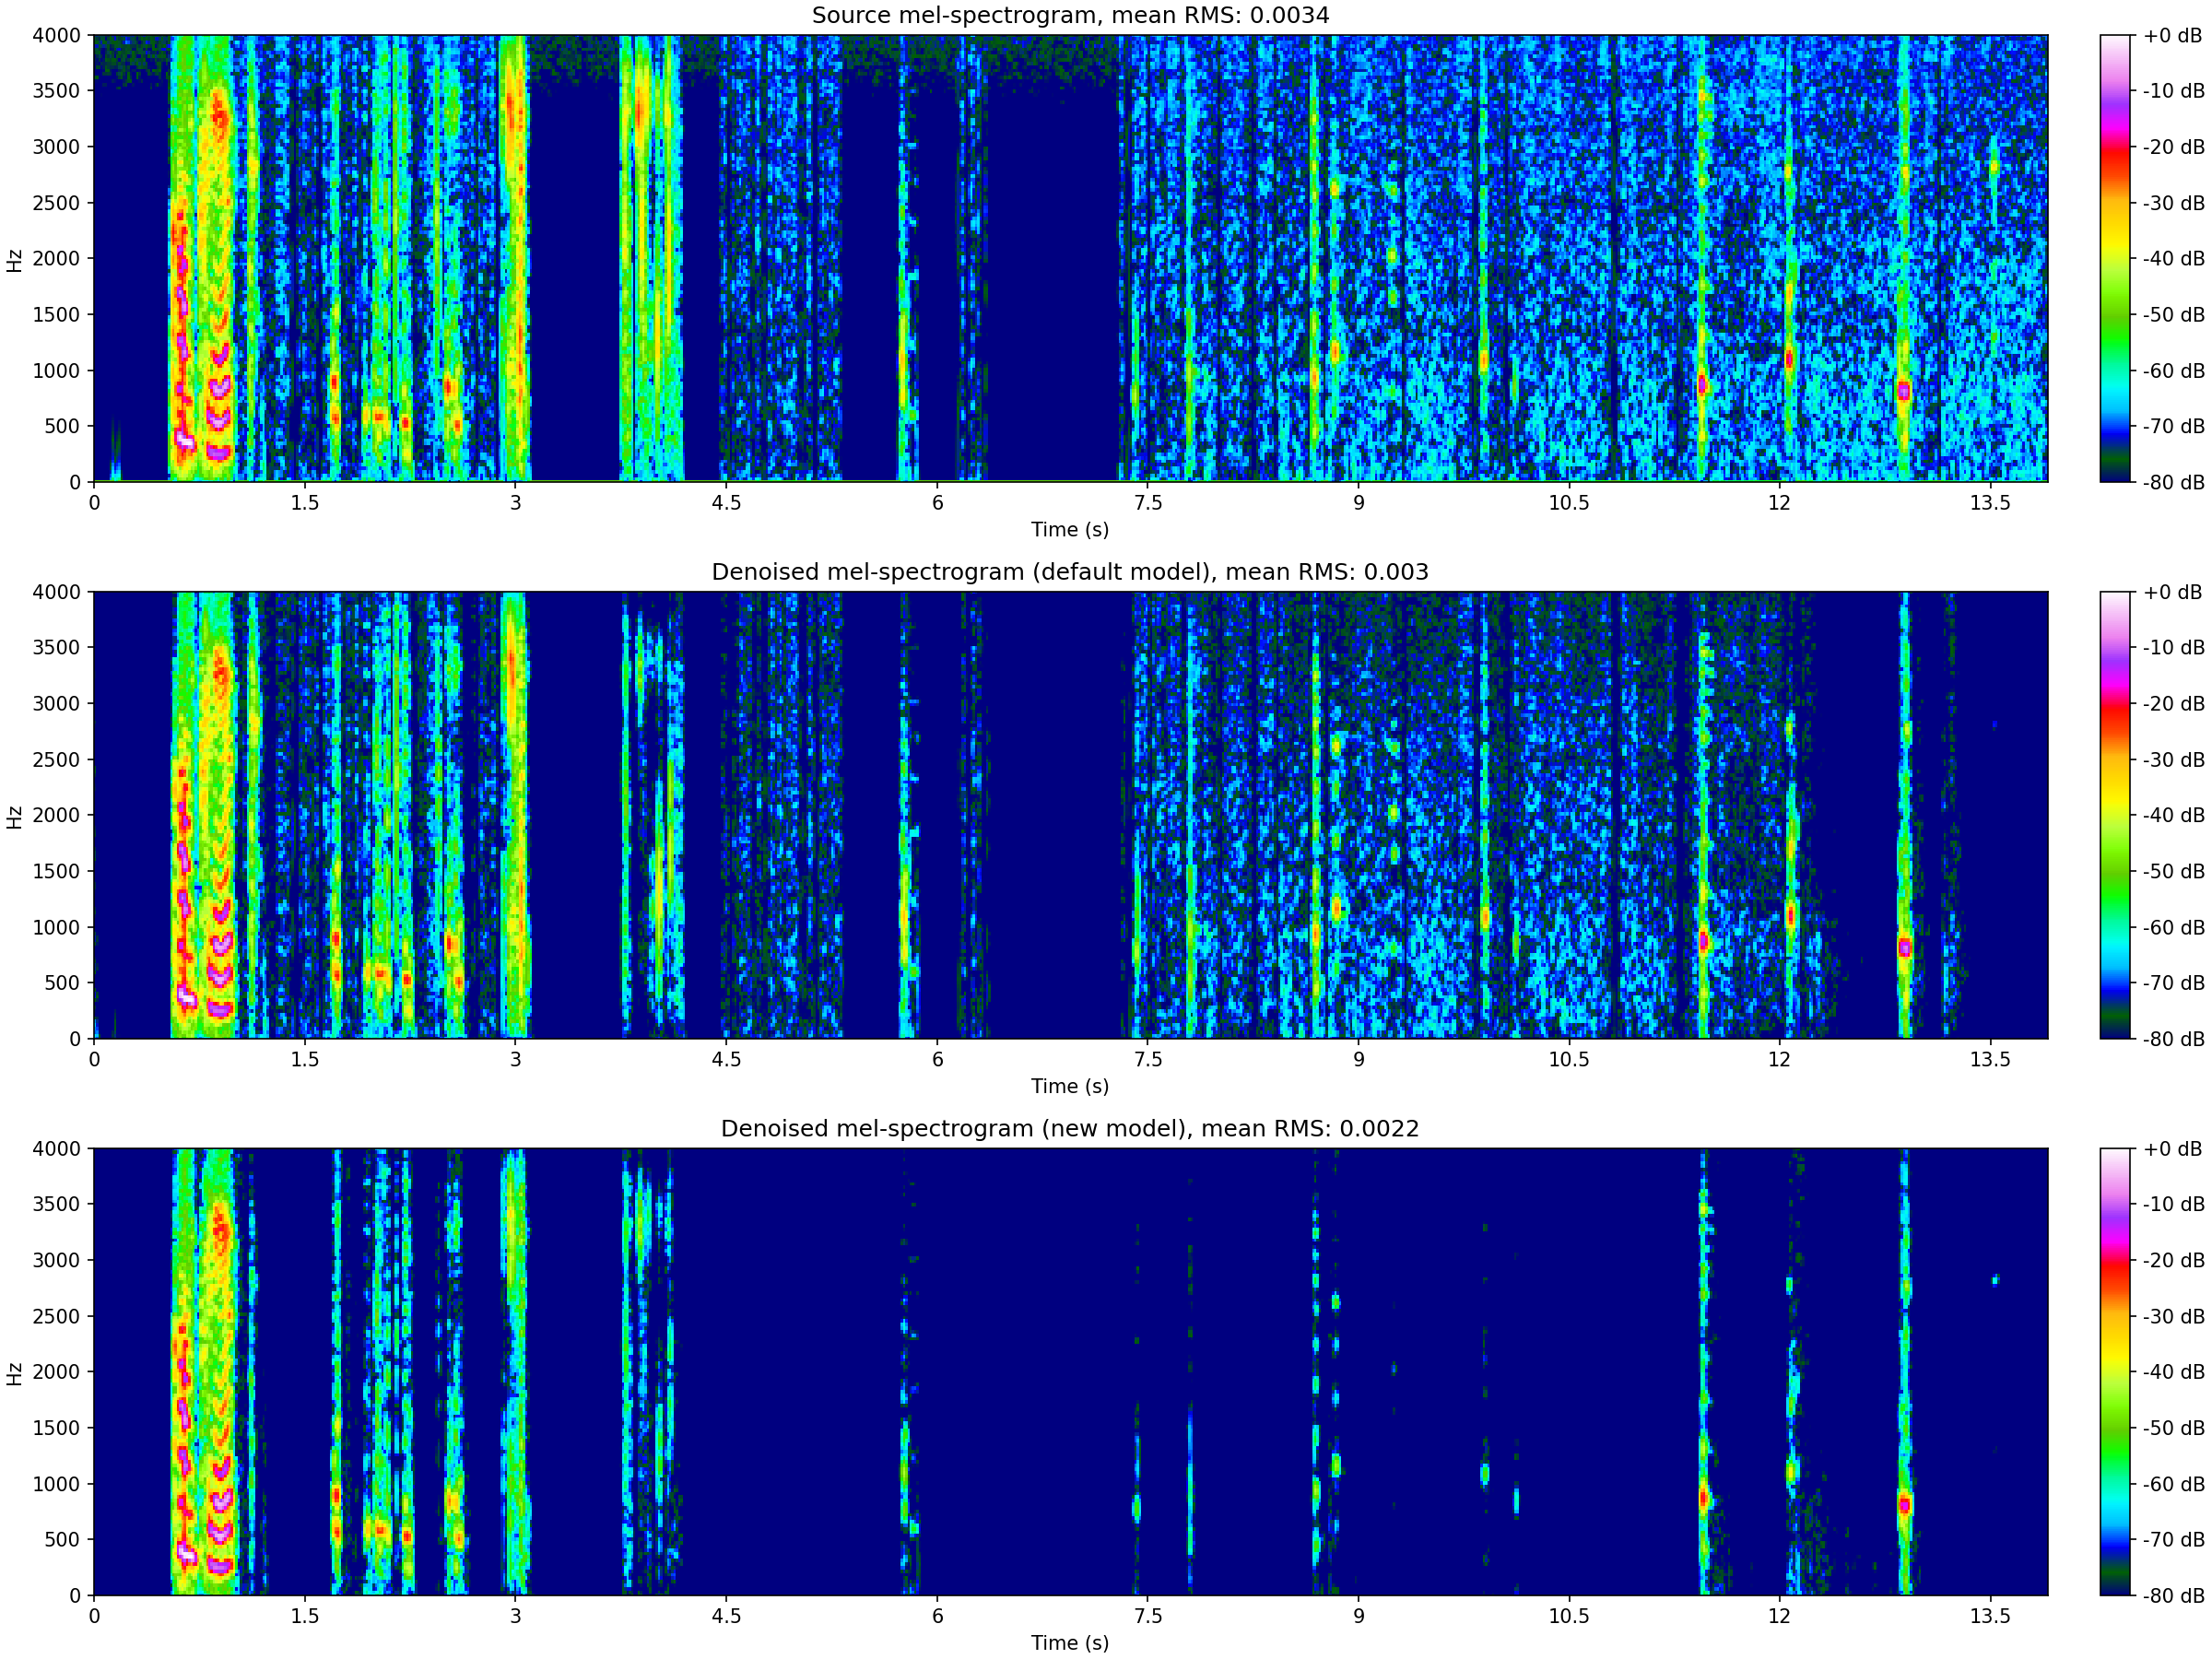 Source mel-spectrogram, mean RMS: 0.0034
4000
3500
3000
2500
2000
1500
1000
500
0
Hz
0 1.5 3 4.5 6 7.5 9 10.5 12 13.5
Time (s)
+0 dB
-10 dB
-20 dB
-30 dB
-40 dB
-50 dB
-60 dB
-70 dB
-80 dB
Denoised mel-spectrogram (default model), mean RMS: 0.003
4000
3500
3000
2500
2000
1500
1000
500
0
Hz
0 1.5 3 4.5 6 7.5 9 10.5 12 13.5
Time (s)
+0 dB
-10 dB
-20 dB
-30 dB
-40 dB
-50 dB
-60 dB
-70 dB
-80 dB
Denoised mel-spectrogram (new model), mean RMS: 0.0022
4000
3500
3000
2500
2000
1500
1000
500
0
Hz
0 1.5 3 4.5 6 7.5 9 10.5 12 13.5
Time (s)
+0 dB
-10 dB
-20 dB
-30 dB
-40 dB
-50 dB
-60 dB
-70 dB
-80 dB